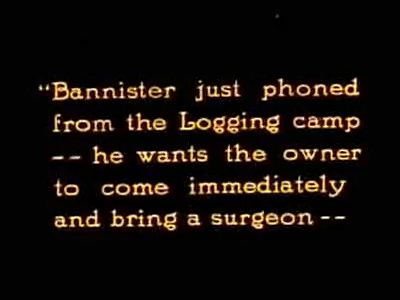 “Bannister just phoned
from the Logging camp
-- he wants the owner
to come immediately
and bring a surgeon --